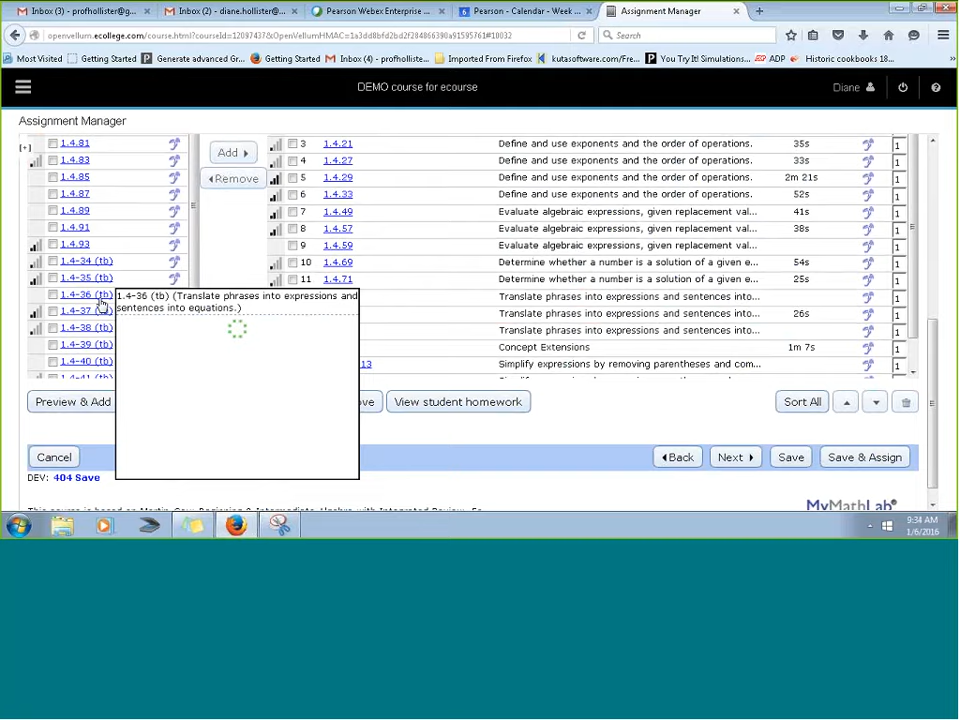 Inbox (3) - profhollister@g...
Inbox (2) - diane.hollister@...
Pearson Webex Enterprise ...
Pearson - Calendar - Week ...
Assignment Manager
openvellum.ecollege.com/course.html?courseId=12097437&OpenVellumHMAC=1a3dd8bfd2bd2f284866390a91595761#10032
Search
Most Visited
Getting Started
Generate advanced Gr...
Getting Started
Inbox (4) - profholliste...
Imported From Firefox
kutasoftware.com/Fre...
You Try It! Simulations...
ADP
Historic cookbooks 18...
DEMO course for ecourse
Diane
Assignment Manager
[+]
1.4.81
1.4.83
1.4.85
1.4.87
1.4.89
1.4.91
1.4.93
1.4-34 (tb)
1.4-35 (tb)
1.4-36 (tb)
1.4-37
1.4-38 (tb)
1.4-39 (tb)
1.4-40 (tb)
1.4-41 (tb)
Add
Remove
3 1.4.21 Define and use exponents and the order of operations. 35s 1
4 1.4.27 Define and use exponents and the order of operations. 33s 1
5 1.4.29 Define and use exponents and the order of operations. 2m 21s 1
6 1.4.33 Define and use exponents and the order of operations. 52s 1
7 1.4.49 Evaluate algebraic expressions, given replacement val... 41s 1
8 1.4.57 Evaluate algebraic expressions, given replacement val... 38s 1
9 1.4.59 Evaluate algebraic expressions, given replacement val... 1
10 1.4.69 Determine whether a number is a solution of a given e... 54s 1
11 1.4.71 Determine whether a number is a solution of a given e... 25s 1
Translate phrases into expressions and sentences into... 1
Translate phrases into expressions and sentences into... 26s 1
Translate phrases into expressions and sentences into... 1
Concept Extensions 1m 7s 1
13 Simplify expressions by removing parentheses and com... 1
1.4-36 (tb) (Translate phrases into expressions and
sentences into equations.)
Preview & Add
ve
View student homework
Sort All
Cancel
Back
Next
Save
Save & Assign
DEV: 404 Save
MyMathLab
9:34 AM
1/6/2016